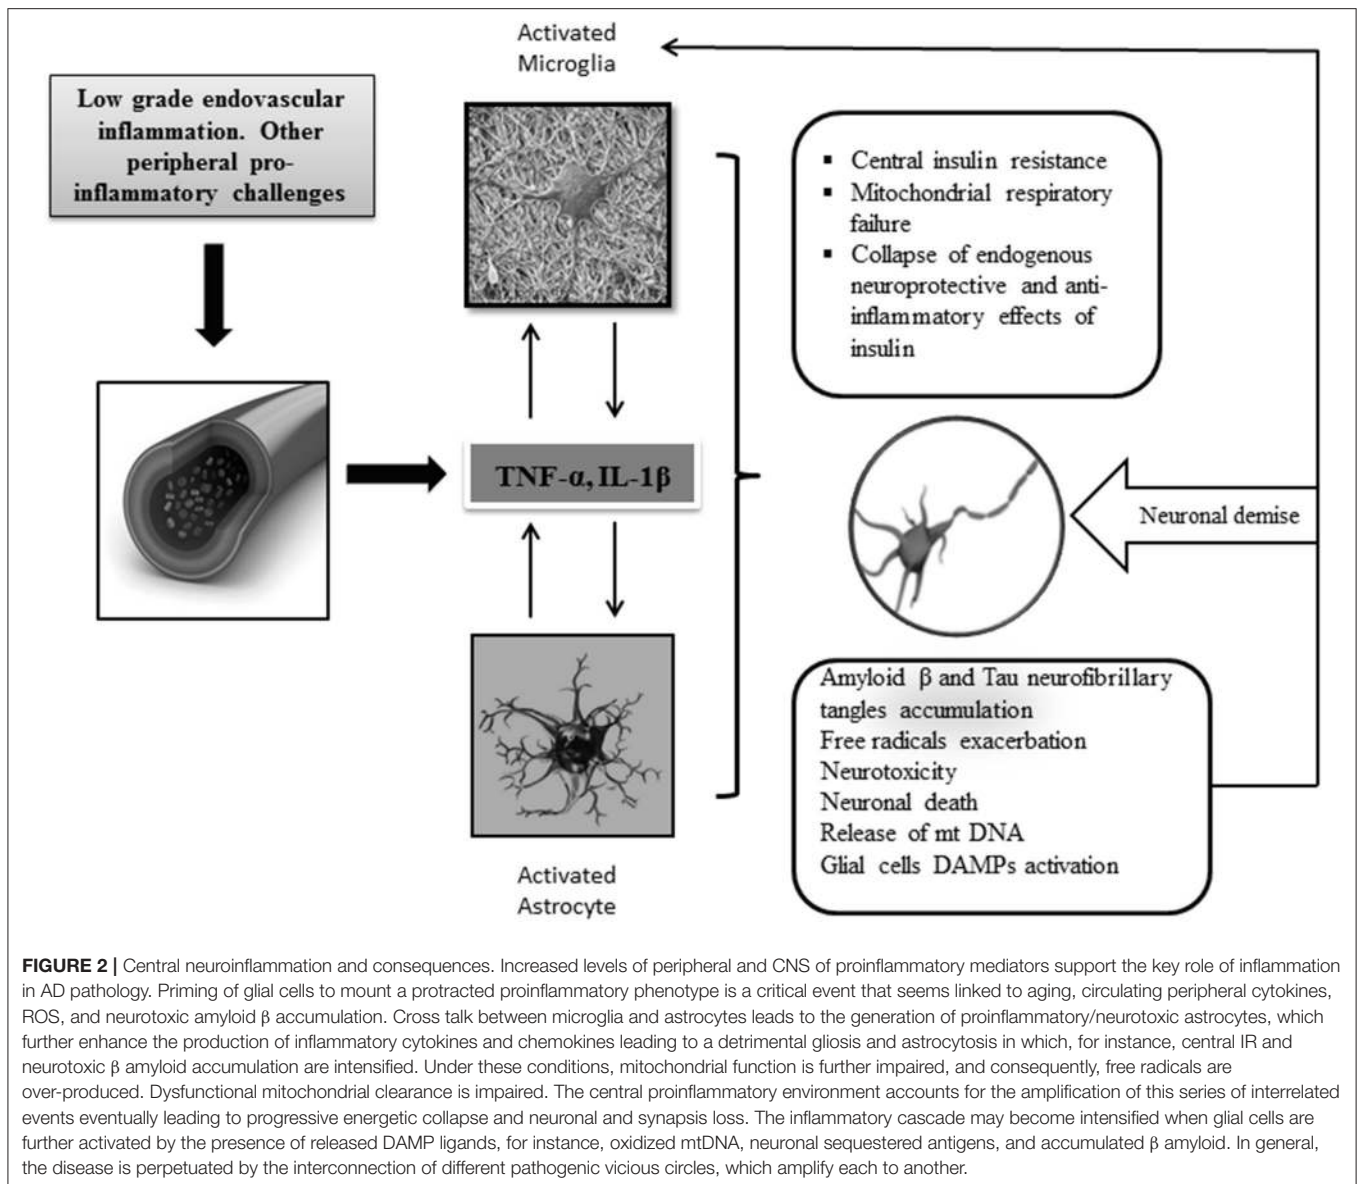 Activated
Microglia
Low grade endovascular
inflammation. Other
peripheral pro-
inflammatory challenges
▪ Central insulin resistance
▪ Mitochondrial respiratory
failure
▪ Collapse of endogenous
neuroprotective and anti-
inflammatory effects of
insulin
TNF-α, IL-1β
Neuronal demise
Amyloid β and Tau neurofibrillary
tangles accumulation
Free radicals exacerbation
Neurotoxicity
Neuronal death
Release of mt DNA
Glial cells DAMPs activation
Activated
Astrocyte
FIGURE 2 | Central neuroinflammation and consequences. Increased levels of peripheral and CNS of proinflammatory mediators support the key role of inflammation
in AD pathology. Priming of glial cells to mount a protracted proinflammatory phenotype is a critical event that seems linked to aging, circulating peripheral cytokines,
ROS, and neurotoxic amyloid β accumulation. Cross talk between microglia and astrocytes leads to the generation of proinflammatory/neurotoxic astrocytes, which
further enhance the production of inflammatory cytokines and chemokines leading to a detrimental gliosis and astrocytosis in which, for instance, central IR and
neurotoxic β amyloid accumulation are intensified. Under these conditions, mitochondrial function is further impaired, and consequently, free radicals are
over-produced. Dysfunctional mitochondrial clearance is impaired. The central proinflammatory environment accounts for the amplification of this series of interrelated
events eventually leading to progressive energetic collapse and neuronal and synapsis loss. The inflammatory cascade may become intensified when glial cells are
further activated by the presence of released DAMP ligands, for instance, oxidized mtDNA, neuronal sequestered antigens, and accumulated β amyloid. In general,
the disease is perpetuated by the interconnection of different pathogenic vicious circles, which amplify each to another.